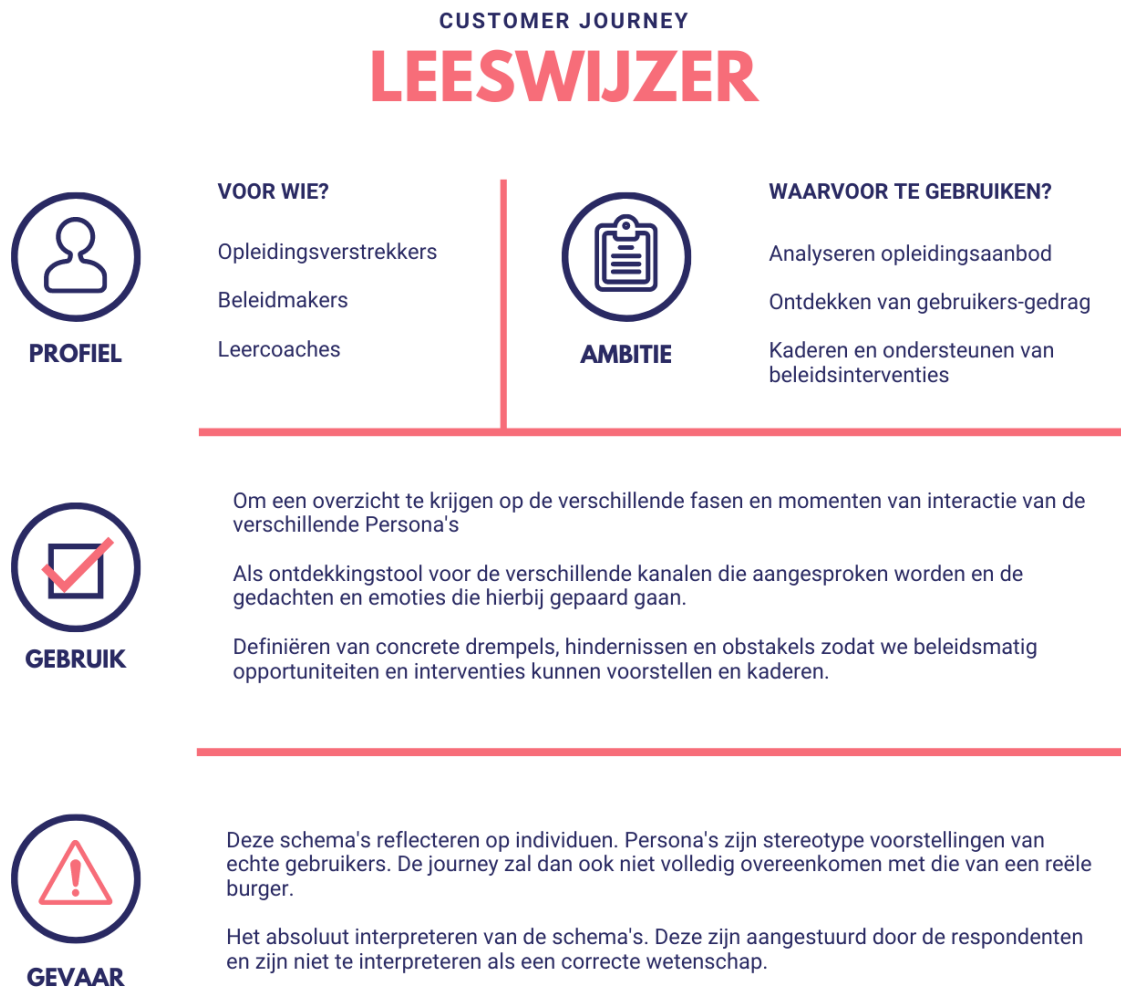 CUSTOMER JOURNEY
LEESWIJZER
PROFIEL
VOOR WIE?
Opleidingsverstrekkers
Beleidmakers
Leercoaches
AMBITIE
WAARVOOR TE GEBRUIKEN?
Analyseren opleidingsaanbod
Ontdekken van gebruikers-gedrag
Kaderen en ondersteunen van
beleidsinterventies
GEBRUIK
Om een overzicht te krijgen op de verschillende fasen en momenten van interactie van de
verschillende Persona's
Als ontdekkingstool voor de verschillende kanalen die aangesproken worden en de
gedachten en emoties die hierbij gepaard gaan.
Definiëren van concrete drempels, hindernissen en obstakels zodat we beleidsmatig
opportuniteiten en interventies kunnen voorstellen en kaderen.
GEVAAR
Deze schema's reflecteren op individuen. Persona's zijn stereotype voorstellingen van
echte gebruikers. De journey zal dan ook niet volledig overeenkomen met die van een reële
burger.
Het absoluut interpreteren van de schema's. Deze zijn aangestuurd door de respondenten
en zijn niet te interpreteren als een correcte wetenschap.